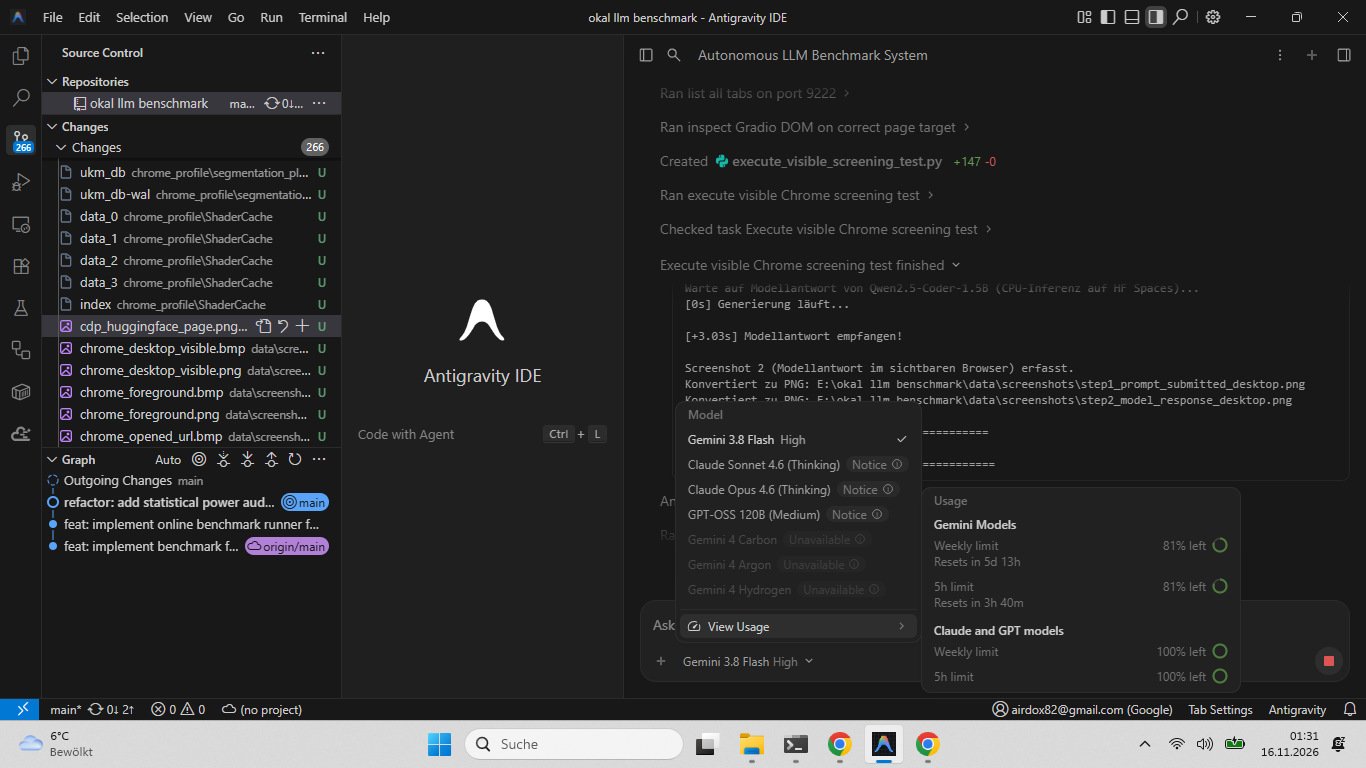 File Edit Selection View Go Run Terminal Help
okal llm benschmark - Antigravity IDE
Source Control
Repositories
okal llm benschmark ma... 0↓...
Changes
Changes 266
266
ukm_db chrome_profile\segmentation_pl... U
ukm_db-wal chrome_profile\segmentatio... U
data_0 chrome_profile\ShaderCache U
data_1 chrome_profile\ShaderCache U
data_2 chrome_profile\ShaderCache U
data_3 chrome_profile\ShaderCache U
index chrome_profile\ShaderCache U
cdp_huggingface_page.png... U
chrome_desktop_visible.bmp data\scre... U
chrome_desktop_visible.png data\scree... U
chrome_foreground.bmp data\screens... U
chrome_foreground.png data\screensh... U
chrome_opened_url.bmp data\screens... U
Graph Auto
Outgoing Changes main
refactor: add statistical power aud... main
feat: implement online benchmark runner f...
feat: implement benchmark f... origin/main
Antigravity IDE
Code with Agent Ctrl + L
Autonomous LLM Benchmark System
Ran list all tabs on port 9222
Ran inspect Gradio DOM on correct page target
Created execute_visible_screening_test.py +147 -0
Ran execute visible Chrome screening test
Checked task Execute visible Chrome screening test
Execute visible Chrome screening test finished
Warte auf Modellantwort von Qwen2.5-Coder-1.5B (CPU-Inferenz auf HF Spaces)...
[0s] Generierung läuft...
[+3.03s] Modellantwort empfangen!
Screenshot 2 (Modellantwort im sichtbaren Browser) erfasst.
Konvertiert zu PNG: E:\okal llm benschmark\data\screenshots\step1_prompt_submitted_desktop.png
Konvertiert zu PNG: E:\okal llm benschmark\data\screenshots\step2_model_response_desktop.png
==========
===========
An
Ra
Model
Gemini 3.8 Flash High
Claude Sonnet 4.6 (Thinking) Notice
Claude Opus 4.6 (Thinking) Notice
GPT-OSS 120B (Medium) Notice
Gemini 4 Carbon Unavailable
Gemini 4 Argon Unavailable
Gemini 4 Hydrogen Unavailable
View Usage
Usage
Gemini Models
Weekly limit 81% left
Resets in 5d 13h
5h limit 81% left
Resets in 3h 40m
Claude and GPT models
Weekly limit 100% left
5h limit 100% left
Ask
Gemini 3.8 Flash High
main* 0↓ 2↑ 0 0 (no project)
airdox82@gmail.com (Google) Tab Settings Antigravity
6°C
Bewölkt
Suche
01:31
16.11.2026